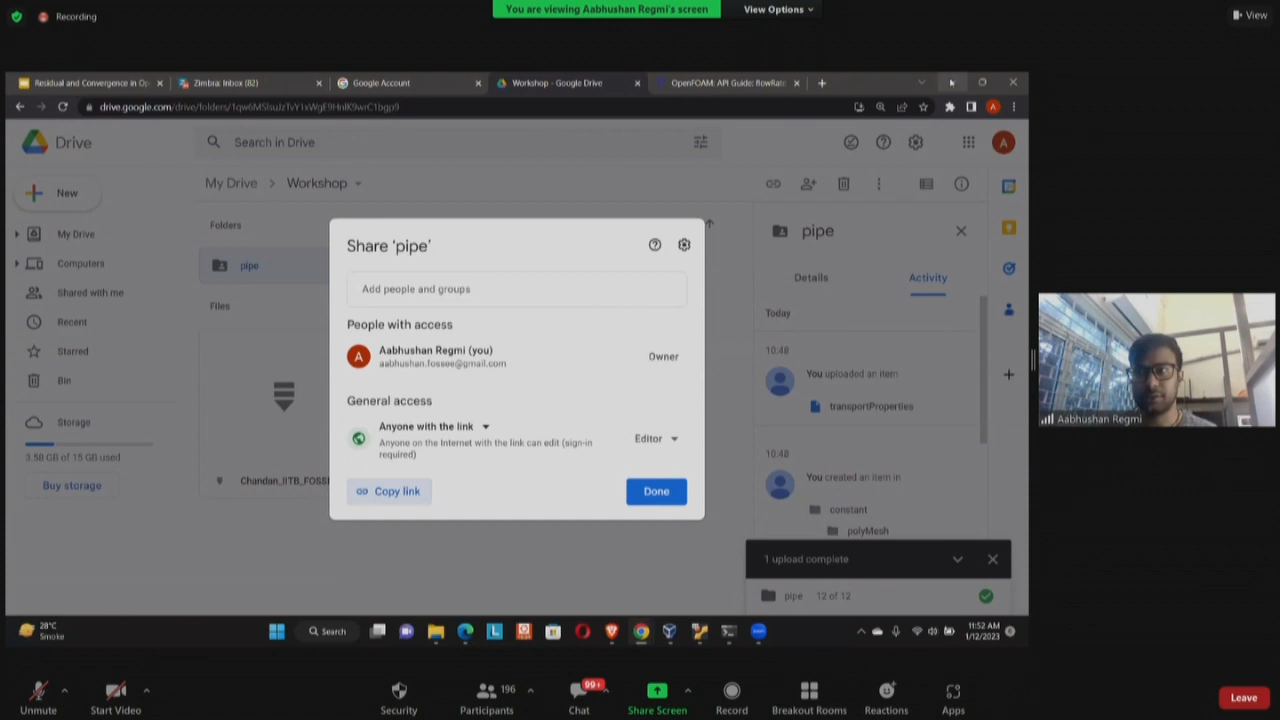 Recording
You are viewing Aabhushan Regmi's screen
View Options
View
Residual and Convergence in Op
Zimbra: Inbox (82)
Google Account
Workshop - Google Drive
OpenFOAM: API Guide: flowRat
drive.google.com/drive/folders/
Drive
Search in Drive
A
New
My Drive > Workshop
My Drive
Computers
Shared with me
Recent
Starred
Bin
Storage
3.58 GB of 15 GB used
Buy storage
Folders
pipe
Files
Chandan_IITB_FOSS
Share 'pipe'
Add people and groups
People with access
A
Aabhushan Regmi (you)
aabhushan.fossee@gmail.com
Owner
General access
Anyone with the link
Anyone on the Internet with the link can edit (sign-in
required)
Editor
Copy link
Done
pipe
Details
Activity
Today
10:48
You uploaded an item
transportProperties
10:48
You created an item in
constant
polyMesh
1 upload complete
pipe 12 of 12
Aabhushan Regmi
28°C
Smoke
Search
11:52 AM
1/12/2023
Unmute
Start Video
Security
Participants
196
Chat
99+
Share Screen
Record
Breakout Rooms
Reactions
Apps
Leave